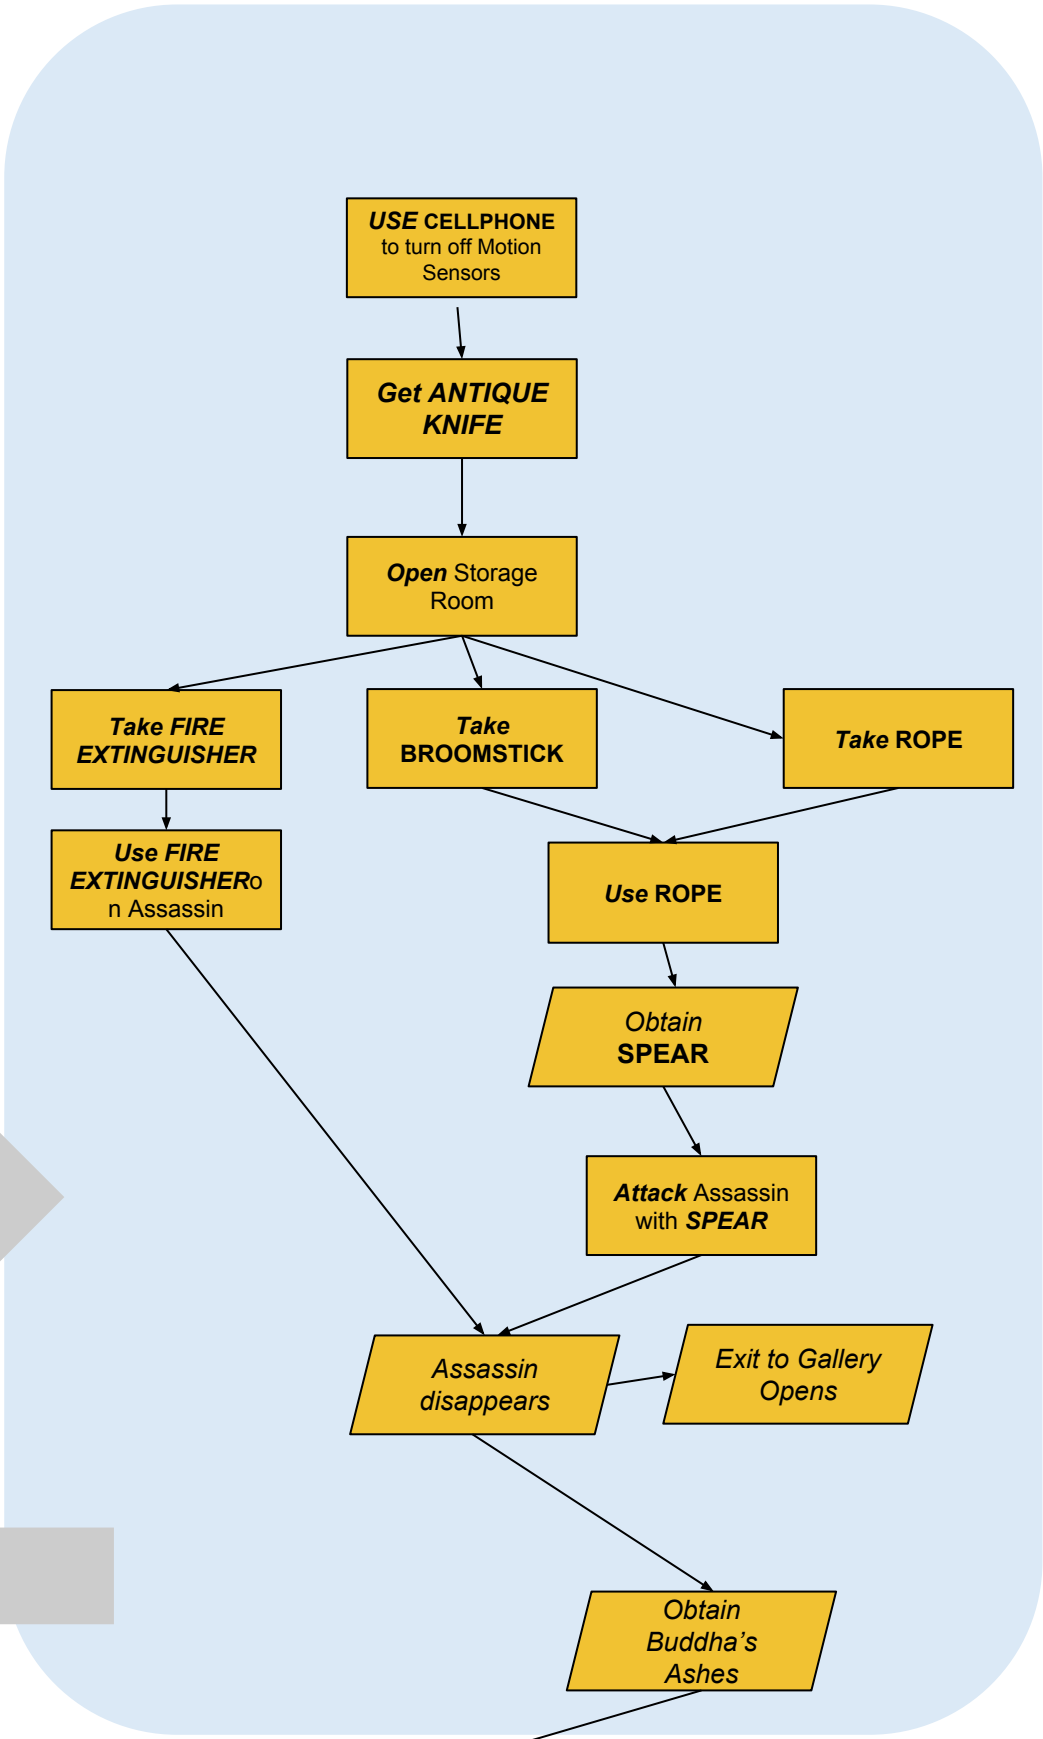 USE CELLPHONE
to turn off Motion
Sensors
Get ANTIQUE
KNIFE
Open Storage
Room
Take FIRE
EXTINGUISHER
Take
BROOMSTICK
Take ROPE
Use FIRE
EXTINGUISHERo
n Assassin
Use ROPE
Obtain
SPEAR
Attack Assassin
with SPEAR
Assassin
disappears
Exit to Gallery
Opens
Obtain
Buddha’s
Ashes